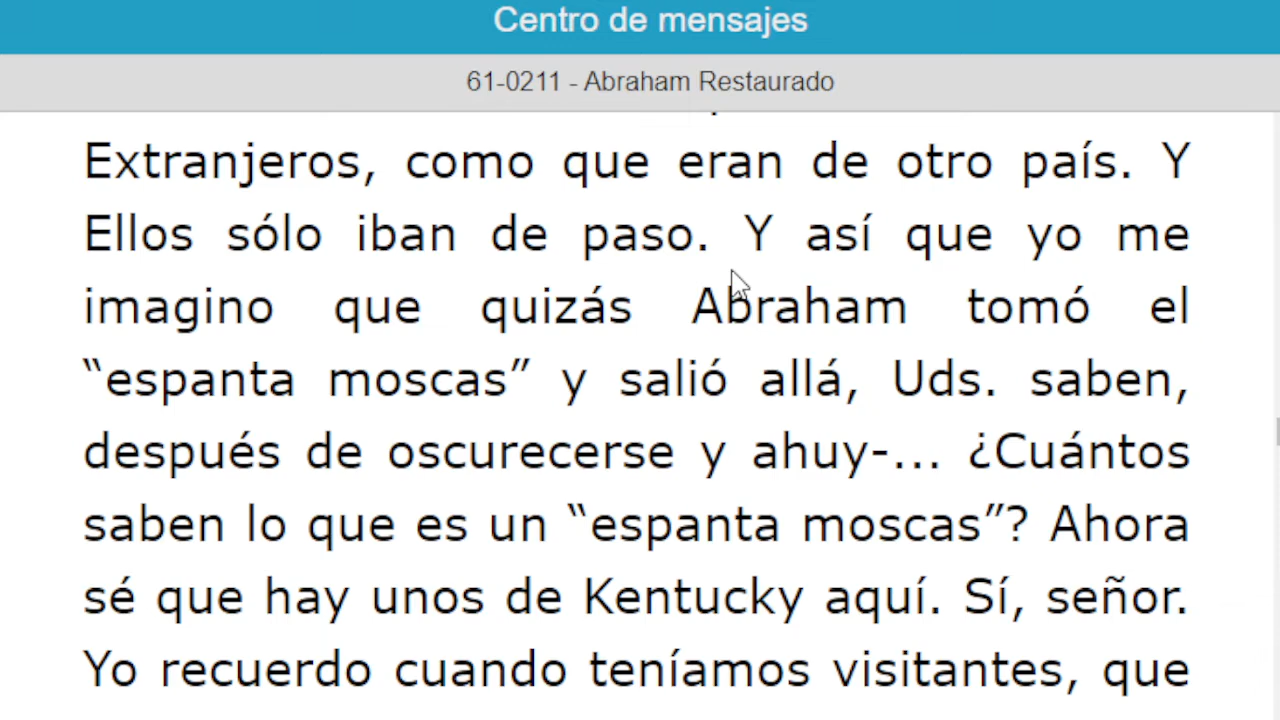 Centro de mensajes
61-0211 - Abraham Restaurado
Extranjeros, como que eran de otro país. Y
Ellos sólo iban de paso. Y así que yo me
imagino que quizás Abraham tomó el
“espanta moscas” y salió allá, Uds. saben,
después de oscurecerse y ahuy-... ¿Cuántos
saben lo que es un “espanta moscas”? Ahora
sé que hay unos de Kentucky aquí. Sí, señor.
Yo recuerdo cuando teníamos visitantes, que